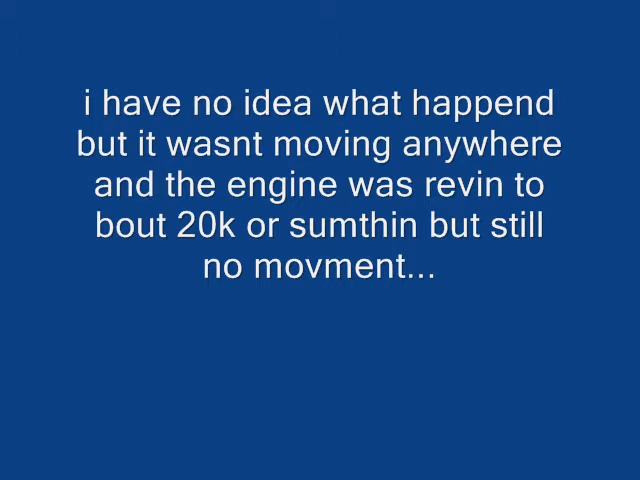 i have no idea what happend
but it wasnt moving anywhere
and the engine was revin to
bout 20k or sumthin but still
no movment...